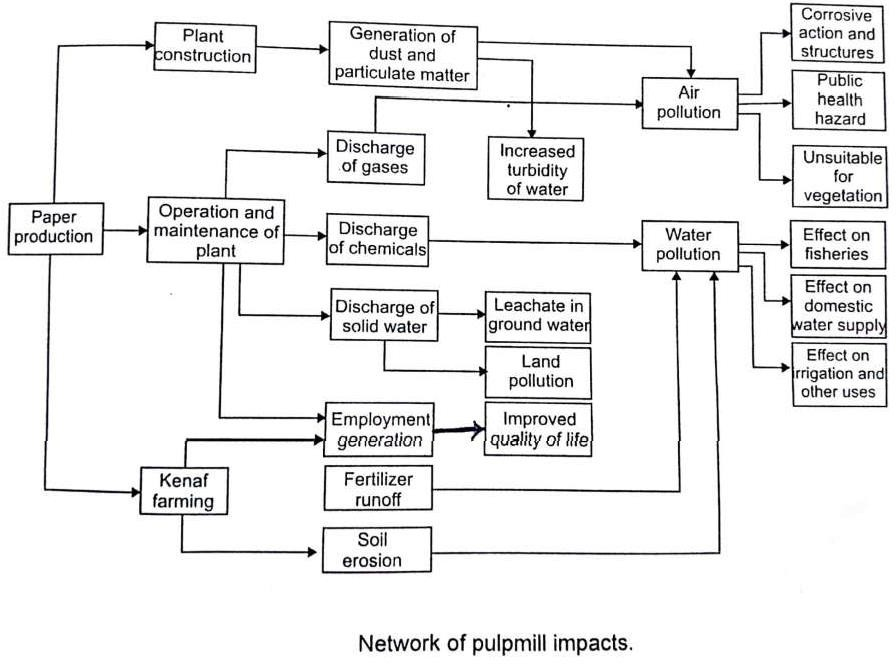 Plant
construction
Generation of
dust and
particulate matter
Corrosive
action and
structures
Air
pollution
Public
health
hazard
Discharge
of gases
Increased
turbidity
of water
Unsuitable
for
vegetation
Paper
production
Operation and
maintenance of
plant
Discharge
of chemicals
Water
pollution
Effect on
fisheries
Discharge of
solid water
Leachate in
ground water
Effect on
domestic
water supply
Land
pollution
Effect on
irrigation and
other uses
Employment
generation
Improved
quality of life
Kenaf
farming
Fertilizer
runoff
Soil
erosion
Network of pulpmill impacts.